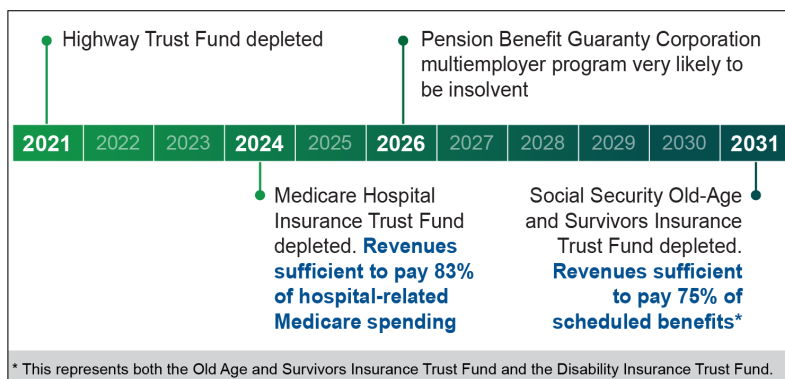 Highway Trust Fund depleted
Pension Benefit Guaranty Corporation
multiemployer program very likely to
be insolvent
2021 2022 2023 2024 2025 2026 2027 2028 2029 2030 2031
Medicare Hospital
Insurance Trust Fund
depleted. Revenues
sufficient to pay 83%
of hospital-related
Medicare spending
Social Security Old-Age
and Survivors Insurance
Trust Fund depleted.
Revenues sufficient
to pay 75% of
scheduled benefits*
* This represents both the Old Age and Survivors Insurance Trust Fund and the Disability Insurance Trust Fund.